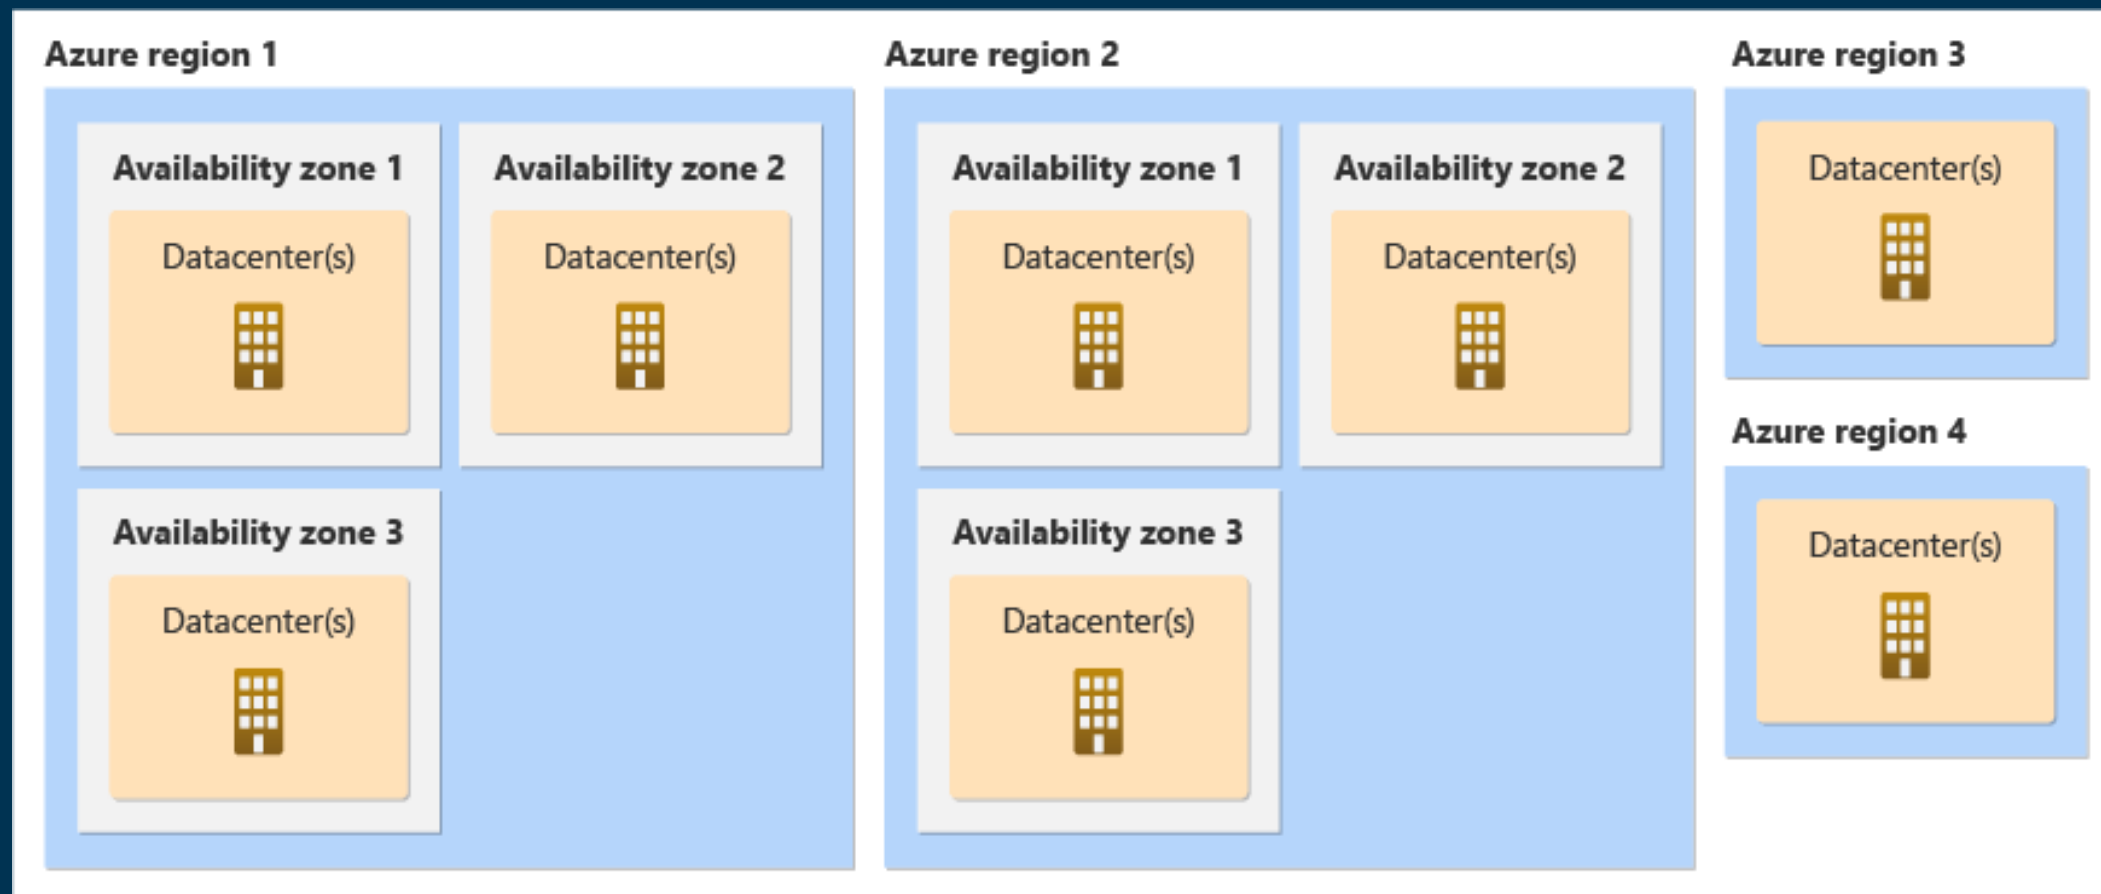 Azure region 1
Availability zone 1
Datacenter(s)
Availability zone 2
Datacenter(s)
Availability zone 3
Datacenter(s)
Azure region 2
Availability zone 1
Datacenter(s)
Availability zone 2
Datacenter(s)
Availability zone 3
Datacenter(s)
Azure region 3
Datacenter(s)
Azure region 4
Datacenter(s)